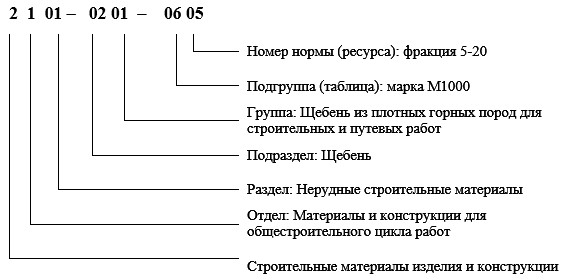 2 1 01 – 02 01 – 06 05
Номер нормы (ресурса): фракция 5-20
Подгруппа (таблица): марка М1000
Группа: Щебень из плотных горных пород для
строительных и путевых работ
Подраздел: Щебень
Раздел: Нерудные строительные материалы
Отдел: Материалы и конструкции для
общестроительного цикла работ
Строительные материалы изделия и конструкции